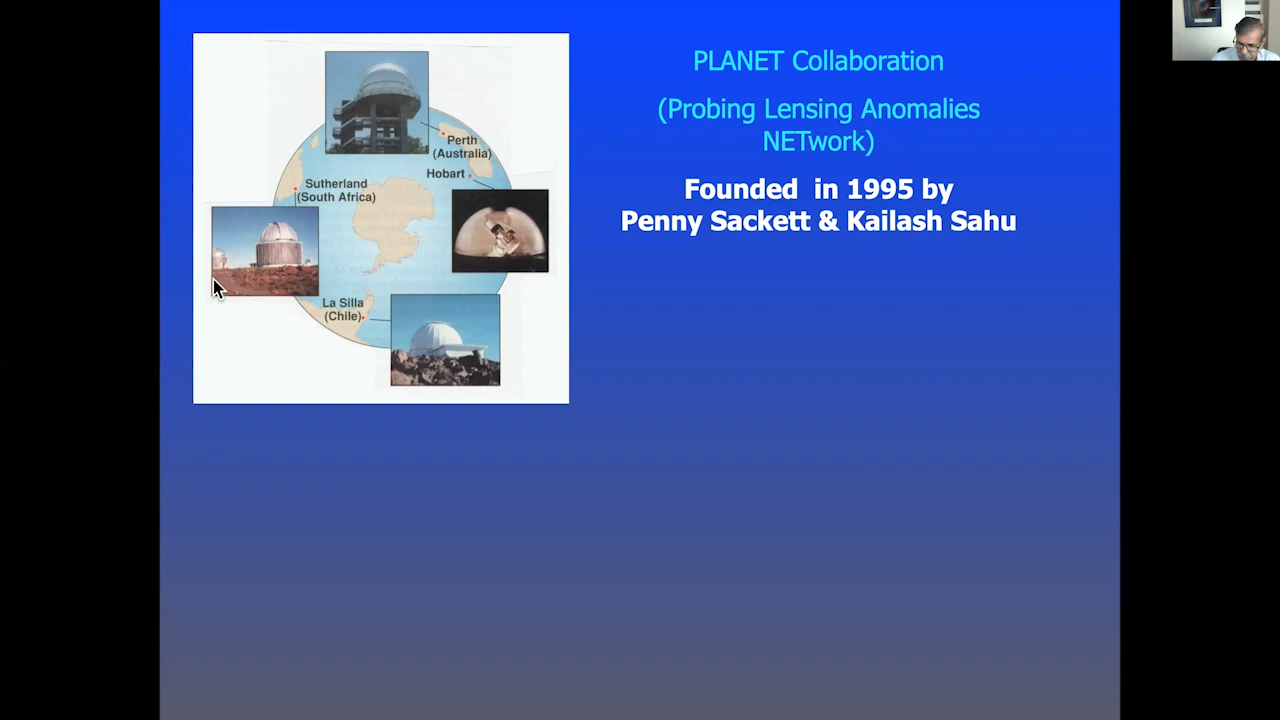 PLANET Collaboration
(Probing Lensing Anomalies
NETwork)
Founded in 1995 by
Penny Sackett & Kailash Sahu
Perth
(Australia)
Hobart
Sutherland
(South Africa)
La Silla
(Chile)